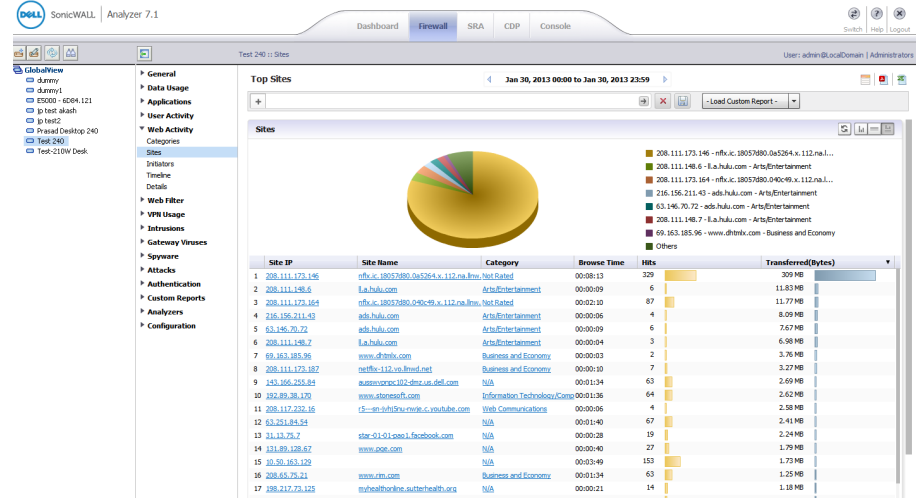 DELL SonicWALL Analyzer 7.1
Dashboard Firewall SRA CDP Console
Switch Help Logout
Test 240 :: Sites
User: admin@LocalDomain | Administrators
GlobalView
dummy
dummy1
E5000 - 6D84.121
jp test akash
jp test2
Prasad Desktop 240
Test 240
Test-210W Desk
General
Data Usage
Applications
User Activity
Web Activity
Categories
Sites
Initiators
Timeline
Details
Web Filter
VPN Usage
Intrusions
Gateway Viruses
Spyware
Attacks
Authentication
Custom Reports
Analyzers
Configuration
Top Sites
Jan 30, 2013 00:00 to Jan 30, 2013 23:59
+
- Load Custom Report -
Sites
208.111.173.146 - nflx.ic.18057d80.0a5264.x.112.na.l...
208.111.148.6 - ll.a.hulu.com - Arts/Entertainment
208.111.173.164 - nflx.ic.18057d80.040c49.x.112.na.l...
216.156.211.43 - ads.hulu.com - Arts/Entertainment
63.146.70.72 - ads.hulu.com - Arts/Entertainment
208.111.148.7 - ll.a.hulu.com - Arts/Entertainment
69.163.185.96 - www.dhtmlx.com - Business and Economy
Others
Site IP Site Name Category Browse Time Hits Transferred(Bytes)
1 208.111.173.146 nflx.ic.18057d80.0a5264.x.112.na.llnw. Not Rated 00:08:13 329 309 MB
2 208.111.148.6 ll.a.hulu.com Arts/Entertainment 00:00:09 6 11.83 MB
3 208.111.173.164 nflx.ic.18057d80.040c49.x.112.na.llnw. Not Rated 00:02:10 87 11.77 MB
4 216.156.211.43 ads.hulu.com Arts/Entertainment 00:00:06 4 8.09 MB
5 63.146.70.72 ads.hulu.com Arts/Entertainment 00:00:09 6 7.67 MB
6 208.111.148.7 ll.a.hulu.com Arts/Entertainment 00:00:04 3 6.98 MB
7 69.163.185.96 www.dhtmlx.com Business and Economy 00:00:03 2 3.76 MB
8 208.111.173.187 netflix-112.vo.llnwd.net Business and Economy 00:00:10 7 3.27 MB
9 143.166.255.84 ausswvpnpc102-dmz.us.dell.com N/A 00:01:34 63 2.69 MB
10 192.89.38.170 www.stonesoft.com Information Technology/Comp 00:01:36 64 2.62 MB
11 208.117.232.16 r5---sn-jvhj5nu-nwje.c.youtube.com Web Communications 00:00:06 4 2.58 MB
12 63.251.84.54 N/A 00:01:40 67 2.41 MB
13 31.13.75.7 star-01-01-pao1.facebook.com N/A 00:00:28 19 2.24 MB
14 131.89.128.67 www.pge.com N/A 00:00:40 27 1.79 MB
15 10.50.163.129 N/A 00:03:49 153 1.73 MB
16 208.65.75.21 www.rim.com Business and Economy 00:01:34 63 1.25 MB
17 198.217.73.125 myhealthonline.sutterhealth.org N/A 00:00:21 14 1.18 MB